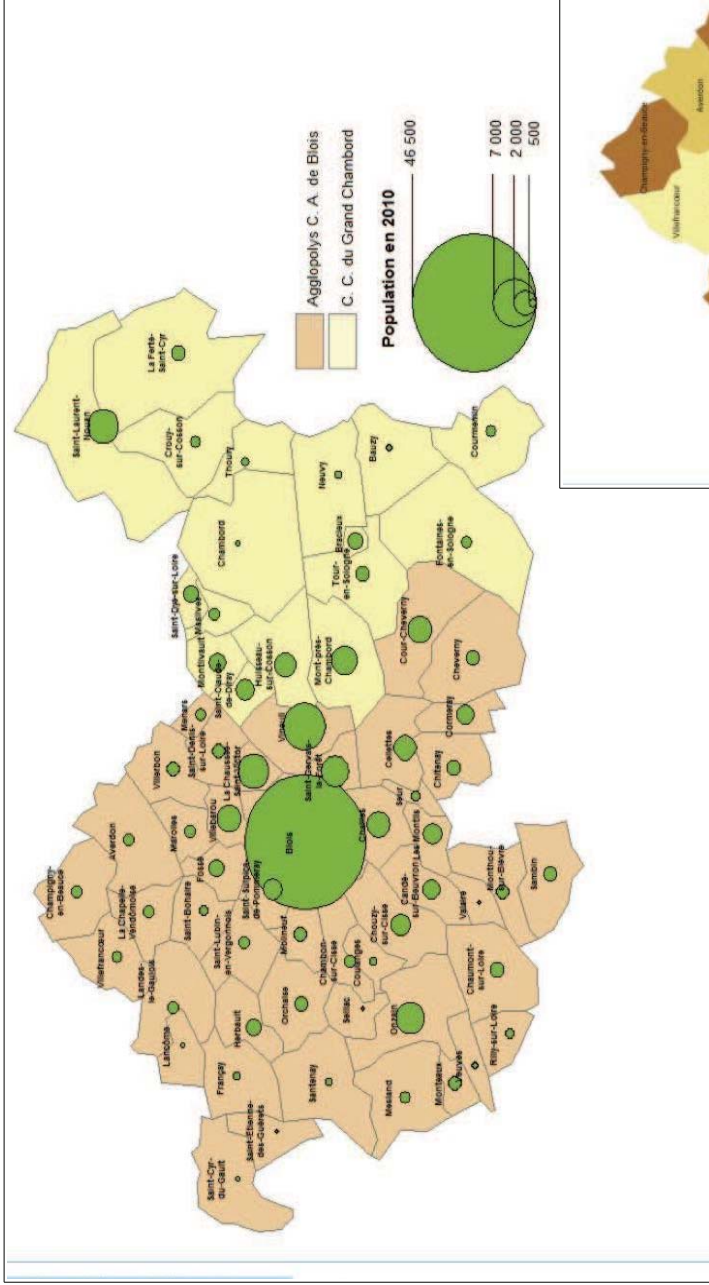 Saint-Laurent-
Nouan
La Ferté-
Saint-Cyr
Crouy-
sur-Cosson
Thoury
Chambord
Neuvy
Bauzy
Courmemin
Fontaines-
en-Sologne
Bracieux
Tour-
en-Sologne
Saint-Dyé-sur-Loire
Maslives
Montlivault
Saint-Claude-
de-Diray
Huisseau-
sur-Cosson
Mont-près-
Chambord
Cour-Cheverny
Cheverny
Cormeray
Chitenay
Cellettes
Seur
Vineuil
Saint-Gervais-
la-Forêt
Menars
Saint-Denis-
sur-Loire
La Chaussée-
Saint-Victor
Villerbon
Villebarou
Marolles
Averdon
Champigny-
en-Beauce
La Chapelle-
Vendômoise
Villefrancœur
Fossé
Saint-Bohaire
Saint-Sulpice-
de-Pommeray
Saint-Lubin-
en-Vergonnois
Landes-
le-Gaulois
Lancôme
Blois
Chailles
Les Montils
Candé-
sur-Beuvron
Valaire
Monthou-
sur-Bièvre
Sambin
Molineuf
Chambon-
sur-Cisse
Coulanges
Chouzy-
sur-Cisse
Chaumont-
sur-Loire
Rilly-sur-Loire
Orchaise
Seillac
Onzain
Herbault
Françay
Santenay
Mesland
Monteaux
Veuves
Saint-Etienne-
des-Guérets
Saint-Cyr-
du-Gault
Agglopolys C. A. de Blois
C. C. du Grand Chambord
Population en 2010
46 500
7 000
2 000
500
Champigny-en-Beauce
Averdon
Villefrancœur